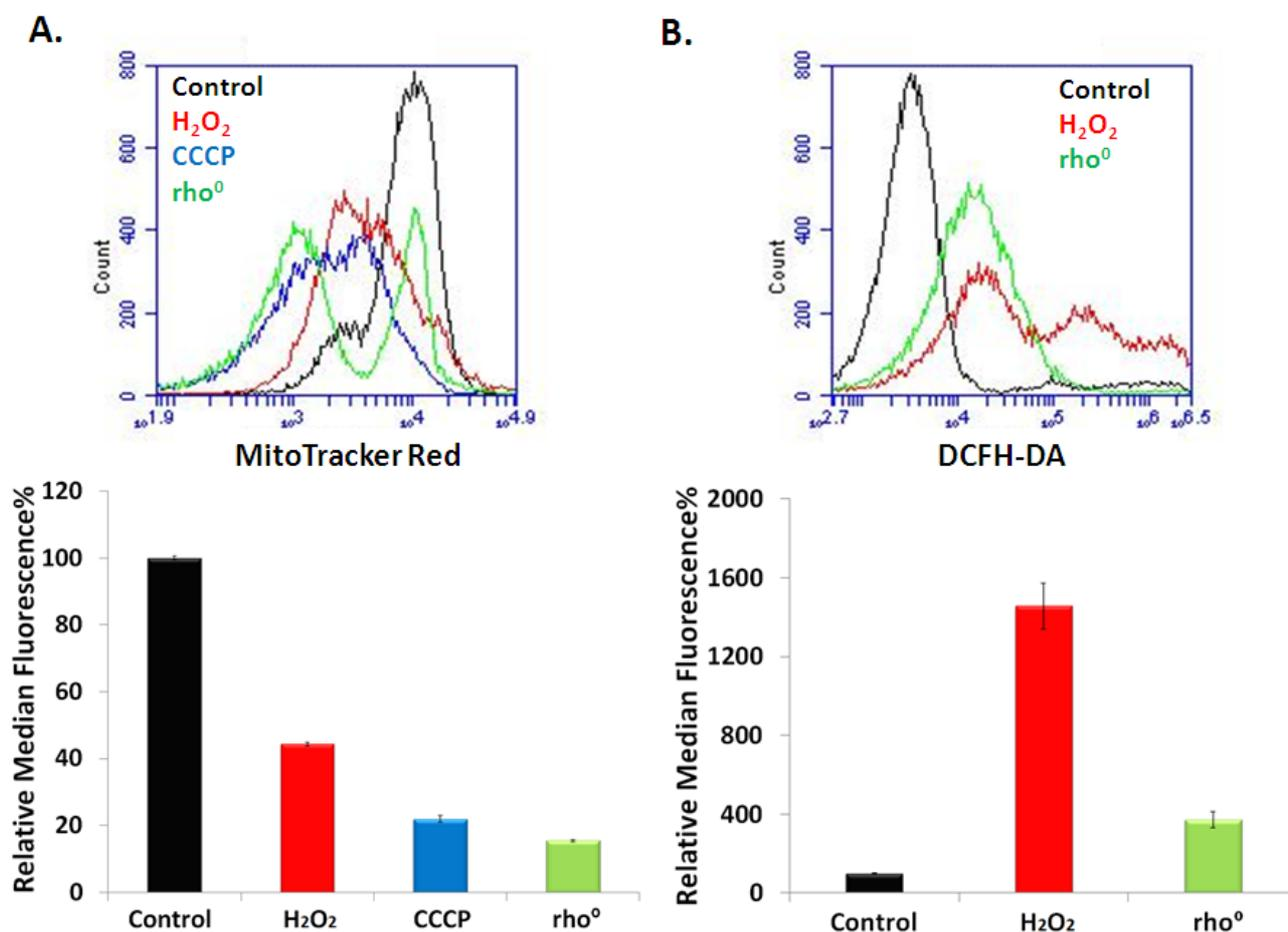 A.
800
600
400
200
0
Count
Control
H₂O₂
CCCP
rho⁰
10^1.9
10^3
10^4
10^4.9
MitoTracker Red
B.
800
600
400
200
0
Count
Control
H₂O₂
rho⁰
10^2.7
10^4
10^5
10^6
10^6.5
DCFH-DA
Relative Median Fluorescence%
120
100
80
60
40
20
0
Control
H₂O₂
CCCP
rho⁰
Relative Median Fluorescence%
2000
1600
1200
800
400
0
Control
H₂O₂
rho⁰